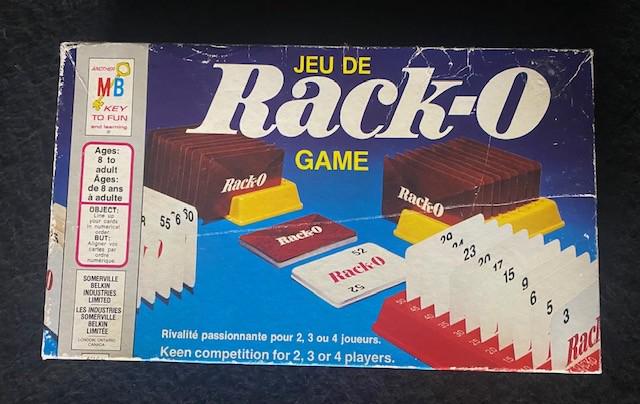 JEU DE
Rack-O
GAME
ANOTHER
MB
KEY
TO FUN
and learning
Ages:
8 to
adult
Ages:
de 8 ans
à adulte
OBJECT:
Line up
your cards
in numerical
order.
BUT:
Aligner vos
cartes par
ordre
numérique.
SOMERVILLE
BELKIN
INDUSTRIES
LIMITED
LES INDUSTRIES
SOMERVILLE
BELKIN
LIMITÉE
LONDON, ONTARIO
CANADA
Rack-O
Rack-O
Rack-O
52
Rack-O
52
55
23
17
15
9
6
5
3
Rack
Rivalité passionnante pour 2, 3 ou 4 joueurs.
Keen competition for 2, 3 or 4 players.